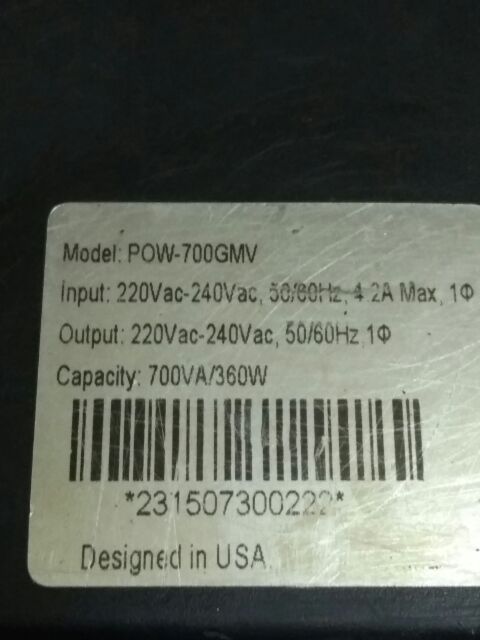 Model: POW-700GMV
Input: 220Vac-240Vac, 50/60Hz, 4.2A Max, 1Φ
Output: 220Vac-240Vac, 50/60Hz,1Φ
Capacity: 700VA/360W
*231507300222*
Designed in USA